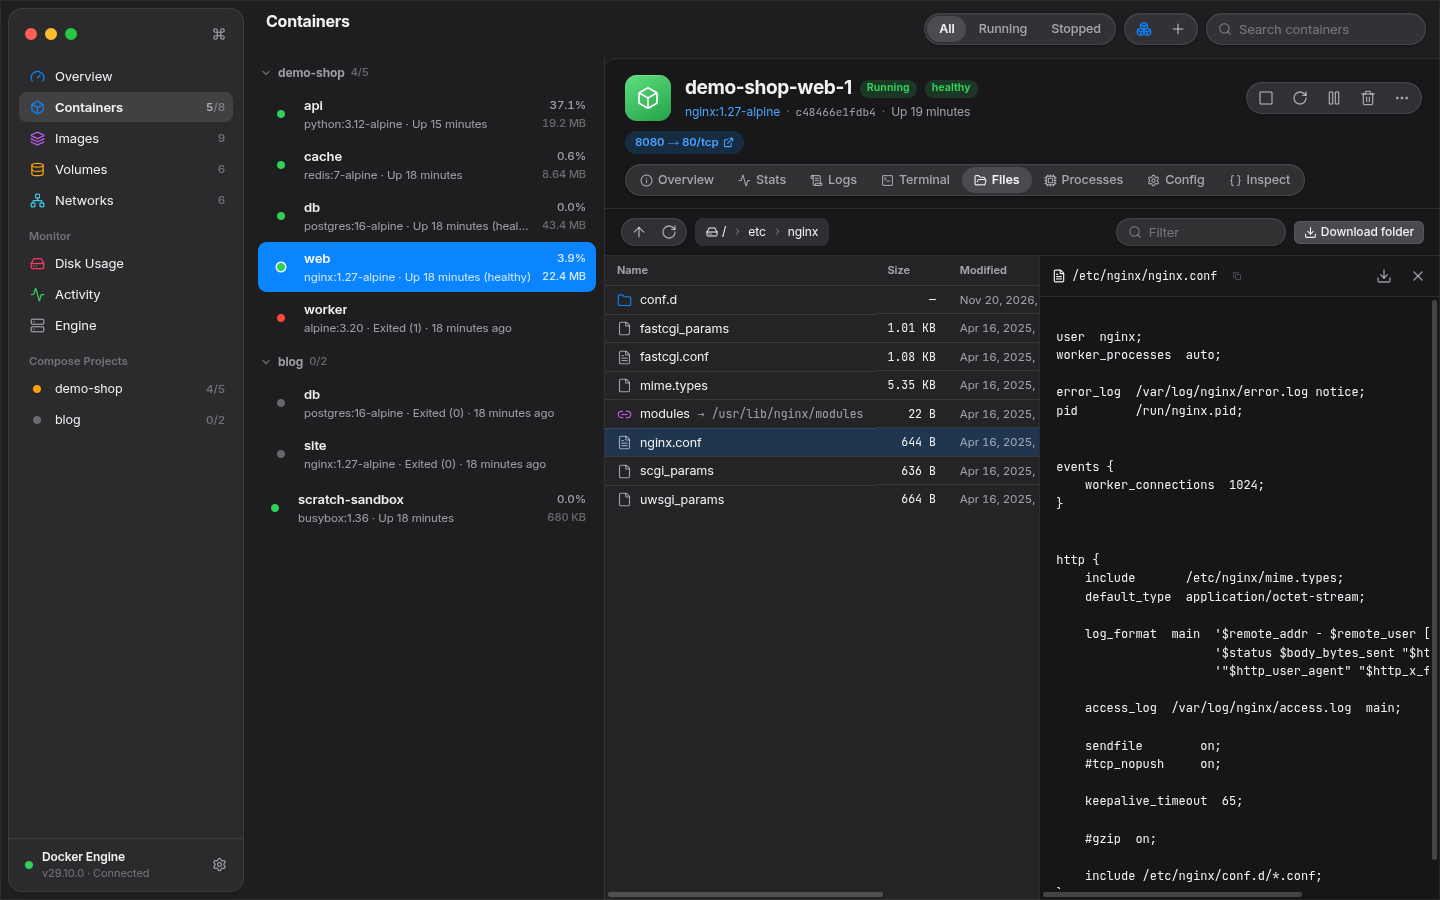 ⌘
Overview
Containers 5/8
Images 9
Volumes 6
Networks 6
Monitor
Disk Usage
Activity
Engine
Compose Projects
demo-shop 4/5
blog 0/2
Docker Engine
v29.10.0 · Connected
Containers
All Running Stopped
Search containers
demo-shop 4/5
api 37.1%
python:3.12-alpine · Up 15 minutes 19.2 MB
cache 0.6%
redis:7-alpine · Up 18 minutes 8.64 MB
db 0.0%
postgres:16-alpine · Up 18 minutes (heal... 43.4 MB
web 3.9%
nginx:1.27-alpine · Up 18 minutes (healthy) 22.4 MB
worker
alpine:3.20 · Exited (1) · 18 minutes ago
blog 0/2
db
postgres:16-alpine · Exited (0) · 18 minutes ago
site
nginx:1.27-alpine · Exited (0) · 18 minutes ago
scratch-sandbox 0.0%
busybox:1.36 · Up 18 minutes 680 KB
demo-shop-web-1 Running healthy
nginx:1.27-alpine · c48466e1fdb4 · Up 19 minutes
8080 → 80/tcp
Overview Stats Logs Terminal Files Processes Config Inspect
/ etc nginx
Filter
Download folder
Name Size Modified
conf.d — Nov 20, 2026,
fastcgi_params 1.01 KB Apr 16, 2025,
fastcgi.conf 1.08 KB Apr 16, 2025,
mime.types 5.35 KB Apr 16, 2025,
modules → /usr/lib/nginx/modules 22 B Apr 16, 2025,
nginx.conf 644 B Apr 16, 2025,
scgi_params 636 B Apr 16, 2025,
uwsgi_params 664 B Apr 16, 2025,
/etc/nginx/nginx.conf
user  nginx;
worker_processes  auto;
error_log  /var/log/nginx/error.log notice;
pid        /run/nginx.pid;
events {
    worker_connections  1024;
}
http {
    include       /etc/nginx/mime.types;
    default_type  application/octet-stream;
    log_format  main  '$remote_addr - $remote_user [
                      '$status $body_bytes_sent "$ht
                      '"$http_user_agent" "$http_x_f
    access_log  /var/log/nginx/access.log  main;
    sendfile        on;
    #tcp_nopush     on;
    keepalive_timeout  65;
    #gzip  on;
    include /etc/nginx/conf.d/*.conf;
}